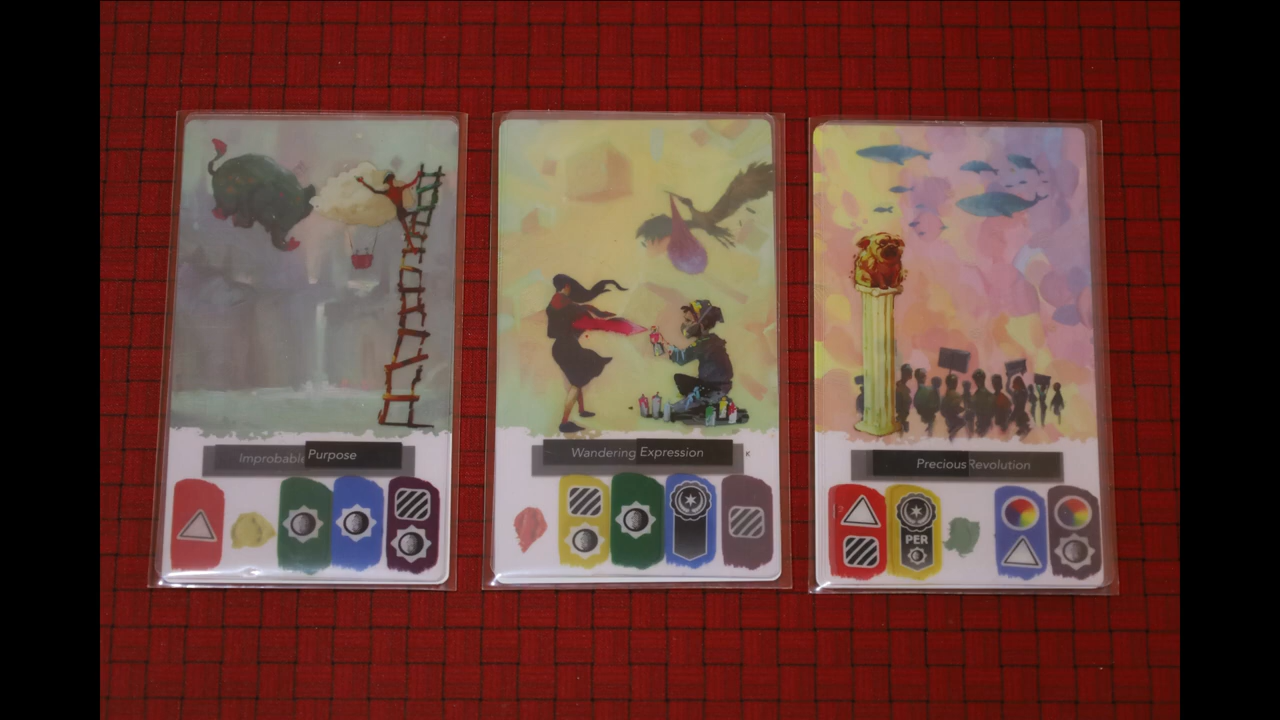 Improbable Purpose
Wandering Expression
K
Precious Revolution
PER